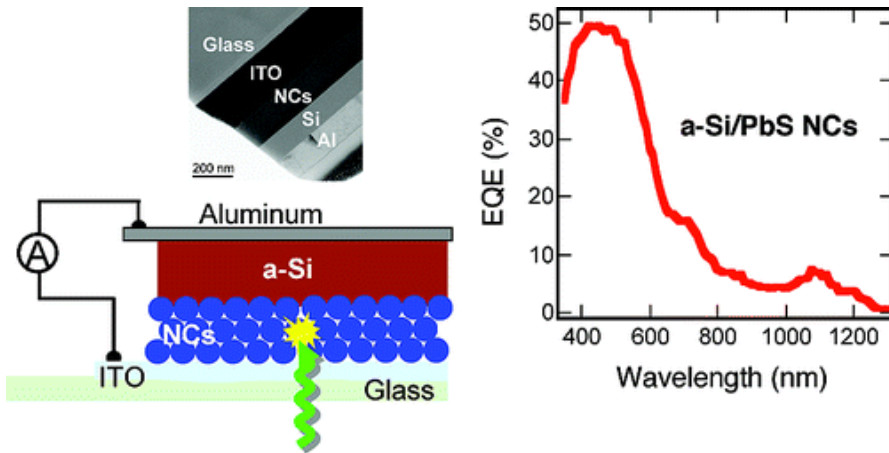 Glass
ITO
NCs
Si
Al
200 nm
Aluminum
A
a-Si
NCs
ITO
Glass
EQE (%)
50
40
30
20
10
0
a-Si/PbS NCs
400 600 800 1000 1200
Wavelength (nm)